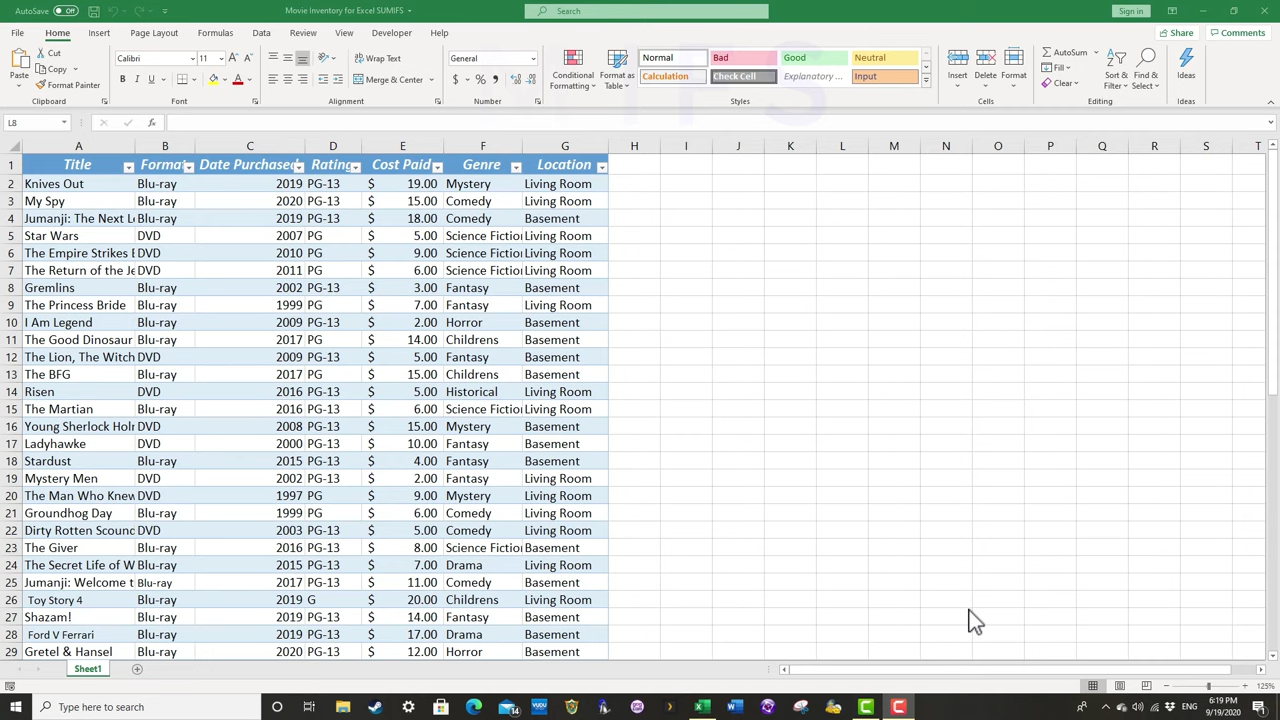 AutoSave Off Movie Inventory for Excel SUMIFS Search Sign in
File Home Insert Page Layout Formulas Data Review View Developer Help Share Comments
Paste Cut Copy Format Painter Calibri 11 B I U A ab Wrap Text Merge & Center General $ % , Conditional Formatting Format as Table Normal Bad Good Neutral Calculation Check Cell Explanatory ... Input Insert Delete Format AutoSum Fill Clear Sort & Filter Find & Select Ideas
Clipboard Font Alignment Number Styles Cells Editing Ideas
L8 fx
A B C D E F G H I J K L M N O P Q R S T
1 Title Format Date Purchased Rating Cost Paid Genre Location
2 Knives Out Blu-ray 2019 PG-13 $ 19.00 Mystery Living Room
3 My Spy Blu-ray 2020 PG-13 $ 15.00 Comedy Living Room
4 Jumanji: The Next Le Blu-ray 2019 PG-13 $ 18.00 Comedy Basement
5 Star Wars DVD 2007 PG $ 5.00 Science Fiction Living Room
6 The Empire Strikes B DVD 2010 PG $ 9.00 Science Fiction Living Room
7 The Return of the Je DVD 2011 PG $ 6.00 Science Fiction Living Room
8 Gremlins Blu-ray 2002 PG $ 3.00 Fantasy Basement
9 The Princess Bride Blu-ray 1999 PG $ 7.00 Fantasy Living Room
10 I Am Legend Blu-ray 2009 PG-13 $ 2.00 Horror Basement
11 The Good Dinosaur Blu-ray 2017 PG $ 14.00 Childrens Basement
12 The Lion, The Witch DVD 2009 PG-13 $ 5.00 Fantasy Basement
13 The BFG Blu-ray 2017 PG $ 15.00 Childrens Basement
14 Risen DVD 2016 PG-13 $ 5.00 Historical Living Room
15 The Martian Blu-ray 2016 PG-13 $ 6.00 Science Fiction Living Room
16 Young Sherlock Holm DVD 2008 PG-13 $ 15.00 Mystery Basement
17 Ladyhawke DVD 2000 PG-13 $ 10.00 Fantasy Basement
18 Stardust Blu-ray 2015 PG-13 $ 4.00 Fantasy Basement
19 Mystery Men DVD 2002 PG-13 $ 2.00 Fantasy Living Room
20 The Man Who Knew DVD 1997 PG $ 9.00 Mystery Living Room
21 Groundhog Day Blu-ray 1999 PG $ 6.00 Comedy Living Room
22 Dirty Rotten Scound DVD 2003 PG-13 $ 5.00 Comedy Living Room
23 The Giver Blu-ray 2016 PG-13 $ 8.00 Science Fiction Basement
24 The Secret Life of W Blu-ray 2015 PG-13 $ 7.00 Drama Living Room
25 Jumanji: Welcome t Blu-ray 2017 PG-13 $ 11.00 Comedy Basement
26 Toy Story 4 Blu-ray 2019 G $ 20.00 Childrens Living Room
27 Shazam! Blu-ray 2019 PG-13 $ 14.00 Fantasy Basement
28 Ford V Ferrari Blu-ray 2019 PG-13 $ 17.00 Drama Basement
29 Gretel & Hansel Blu-ray 2020 PG-13 $ 12.00 Horror Basement
Sheet1
125%
Type here to search 14 VUDU 6:19 PM
9/19/2020